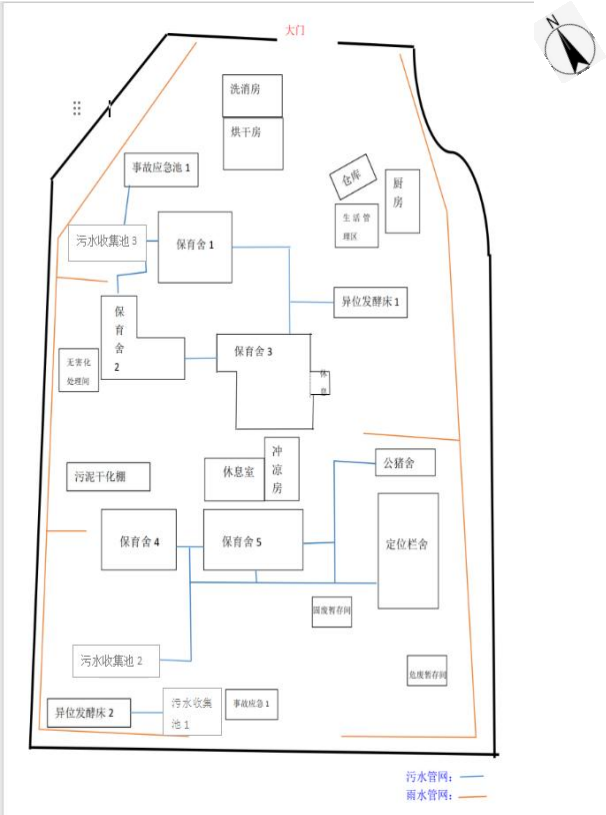 大门
N
洗消房
烘干房
事故应急池 1
仓库
厨
房
生 活 管
理区
污水收集池 3
保育舍 1
异位发酵床 1
保
育
舍
2
保育舍 3
无害化
处理间
休
息
冲
凉
房
休息室
公猪舍
污泥干化棚
保育舍 4
保育舍 5
定位栏舍
固废暂存间
污水收集池 2
危废暂存间
异位发酵床 2
污水收集
池 1
事故应急 1
污水管网：
雨水管网：